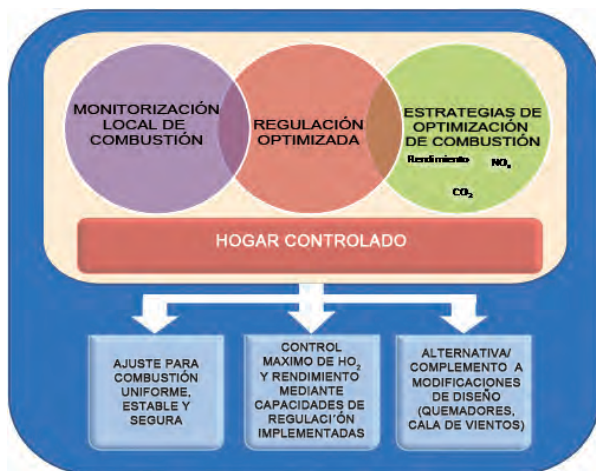 MONITORIZACIÓN
LOCAL DE
COMBUSTIÓN
REGULACIÓN
OPTIMIZADA
ESTRATEGIAS DE
OPTIMIZACIÓN
DE COMBUSTIÓN
Rendimiento NOₓ
CO₂
HOGAR CONTROLADO
AJUSTE PARA
COMBUSTIÓN
UNIFORME,
ESTABLE Y
SEGURA
CONTROL
MAXIMO DE HO₂
Y RENDIMIENTO
MEDIANTE
CAPACIDADES DE
REGULACI´ÓN
IMPLEMENTADAS
ALTERNATIVA/
COMPLEMENTO A
MODIFICACIONES
DE DISEÑO
(QUEMADORES,
CALA DE VIENTOS)